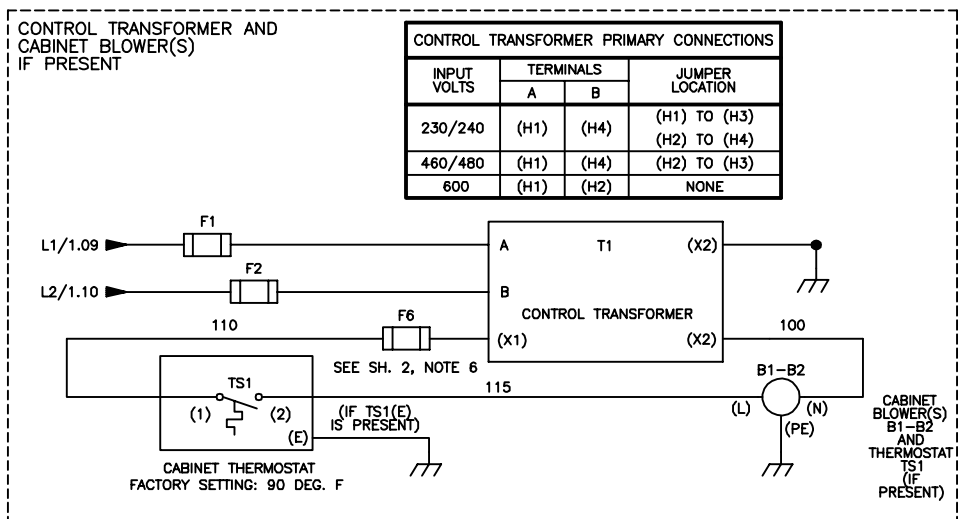 CONTROL TRANSFORMER AND
CABINET BLOWER(S)
IF PRESENT
CONTROL TRANSFORMER PRIMARY CONNECTIONS
INPUT VOLTS
TERMINALS
JUMPER LOCATION
A B
230/240 (H1) (H4) (H1) TO (H3)
(H2) TO (H4)
460/480 (H1) (H4) (H2) TO (H3)
600 (H1) (H2) NONE
F1
L1/1.09 A T1 (X2)
F2
L2/1.10 B
CONTROL TRANSFORMER
110 F6 (X1) (X2) 100
SEE SH. 2, NOTE 6
TS1 115 B1-B2
(1) (2) (L) (N)
(IF TS1(E)
IS PRESENT)
(E) (PE)
CABINET THERMOSTAT
FACTORY SETTING: 90 DEG. F
CABINET
BLOWER(S)
B1-B2
AND
THERMOSTAT
TS1
(IF
PRESENT)